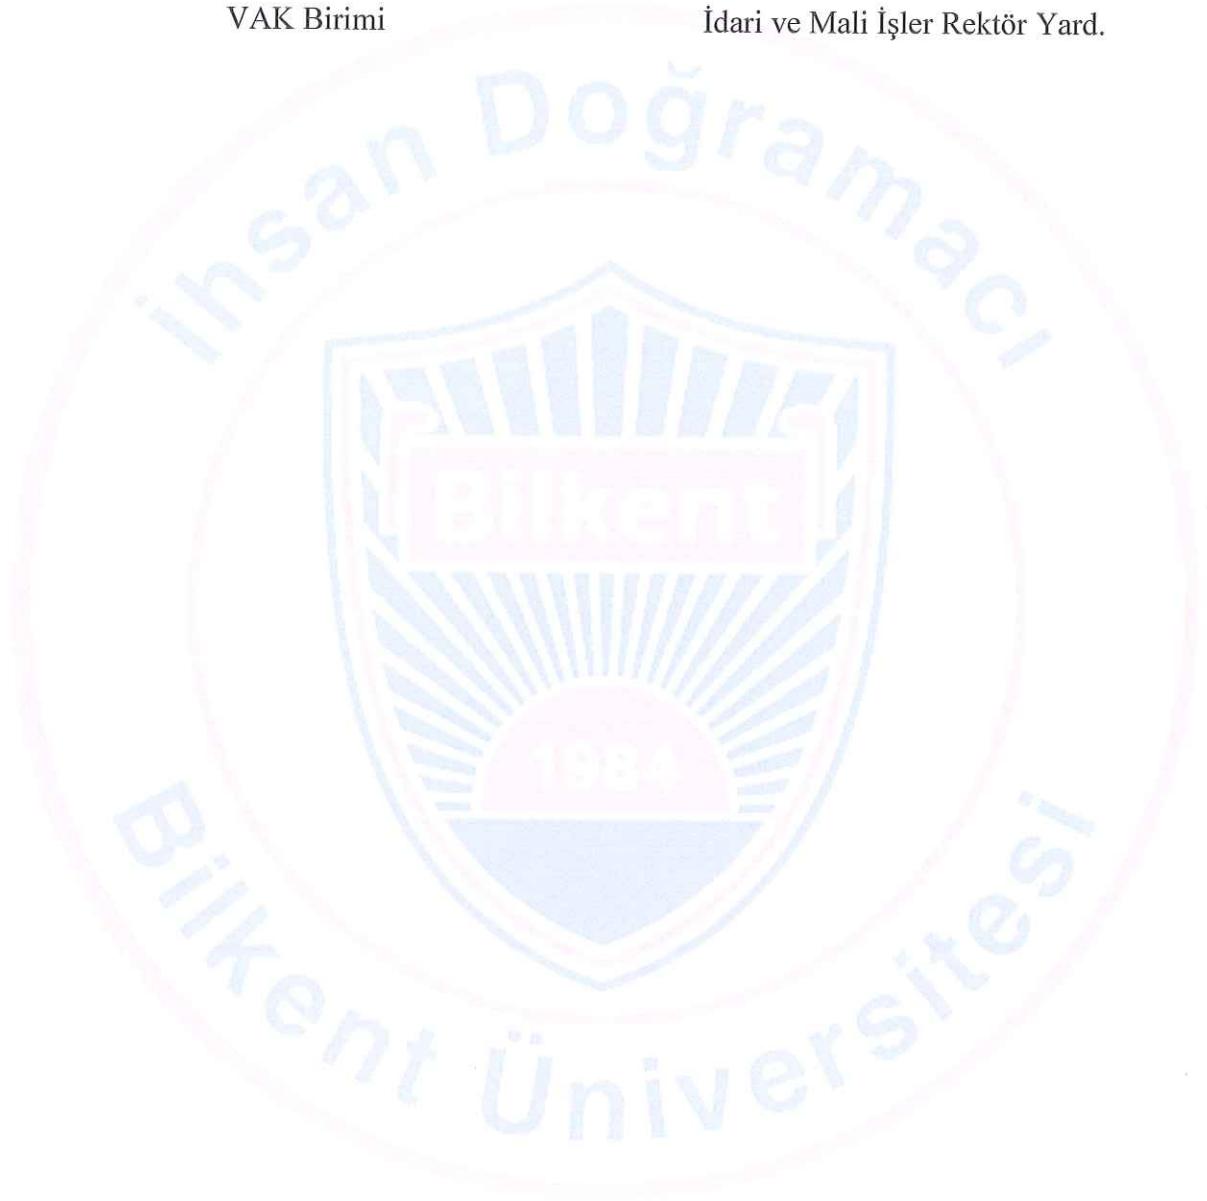 VAK Birimi
İdari ve Mali İşler Rektör Yard.
İhsan Doğramacı
Bilkent
1984
Bilkent Üniversitesi